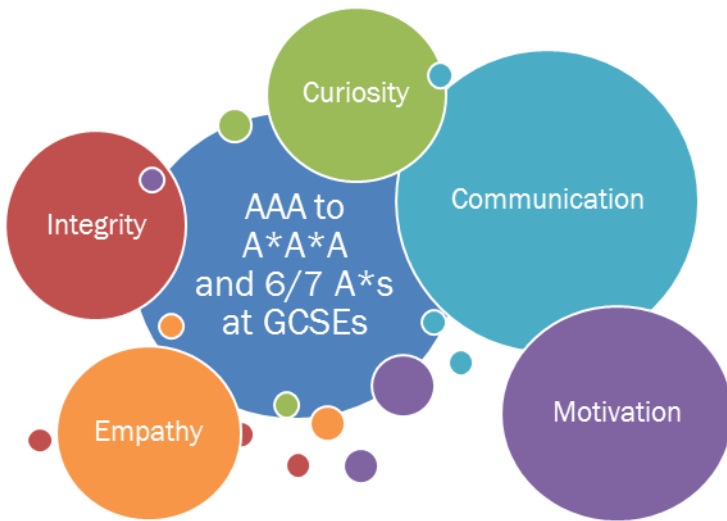 Curiosity
Communication
Integrity
AAA to
A*A*A
and 6/7 A*s
at GCSEs
Empathy
Motivation